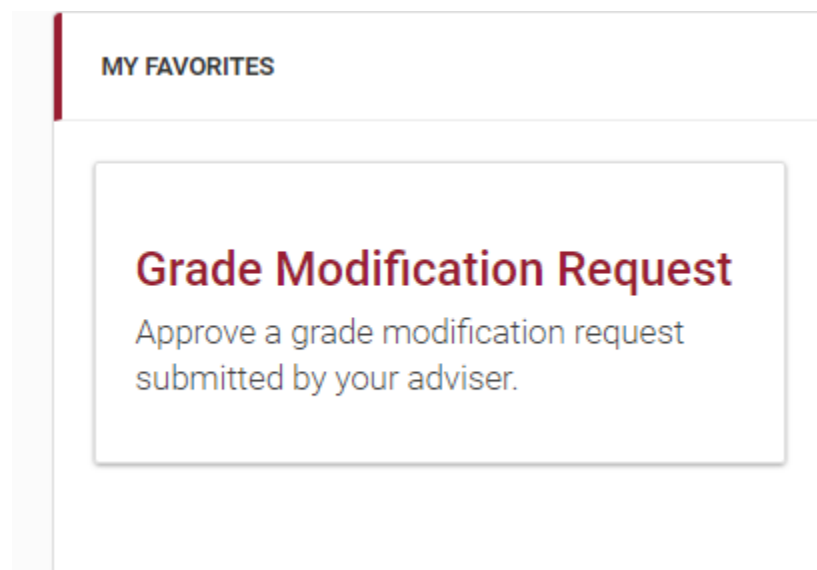 MY FAVORITES
Grade Modification Request
Approve a grade modification request
submitted by your adviser.